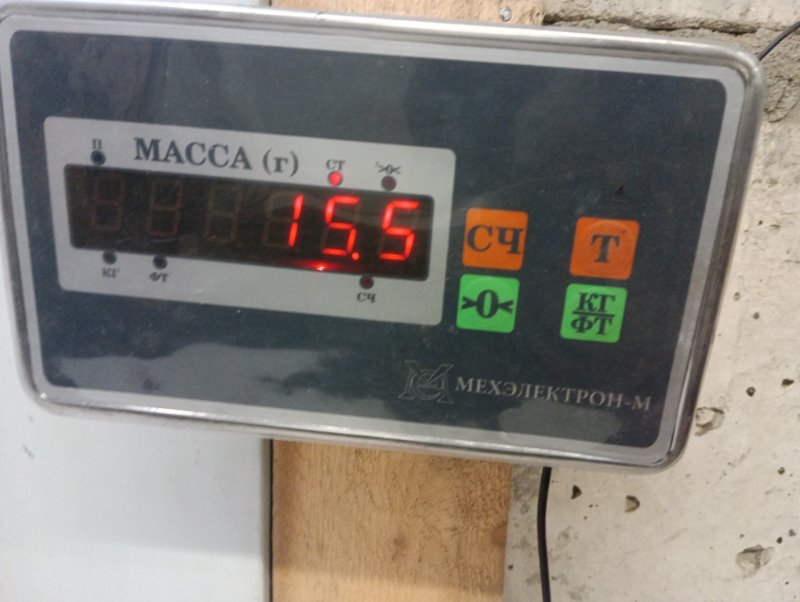 МАССА (г)
П СТ >0<
15.5
КГ ФТ СЧ
СЧ Т
>0< КГ/ФТ
МЕХЭЛЕКТРОН-М